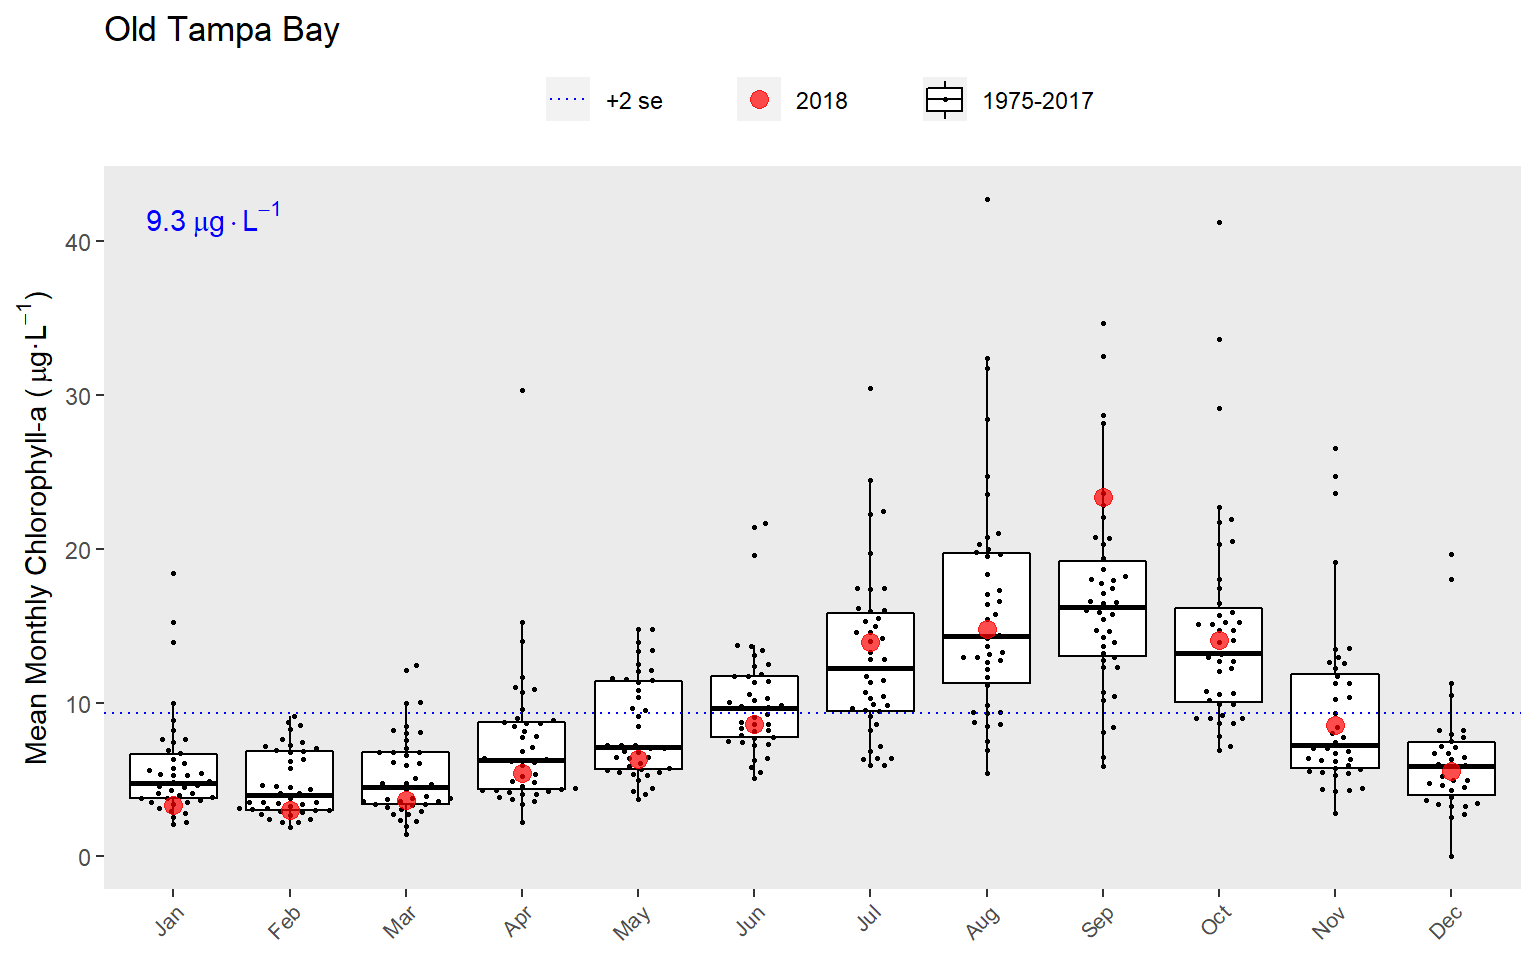 Old Tampa Bay
+2 se 2018 1975-2017
9.3 µg·L⁻¹
Mean Monthly Chlorophyll-a ( µg·L⁻¹)
40
30
20
10
0
Jan Feb Mar Apr May Jun Jul Aug Sep Oct Nov Dec